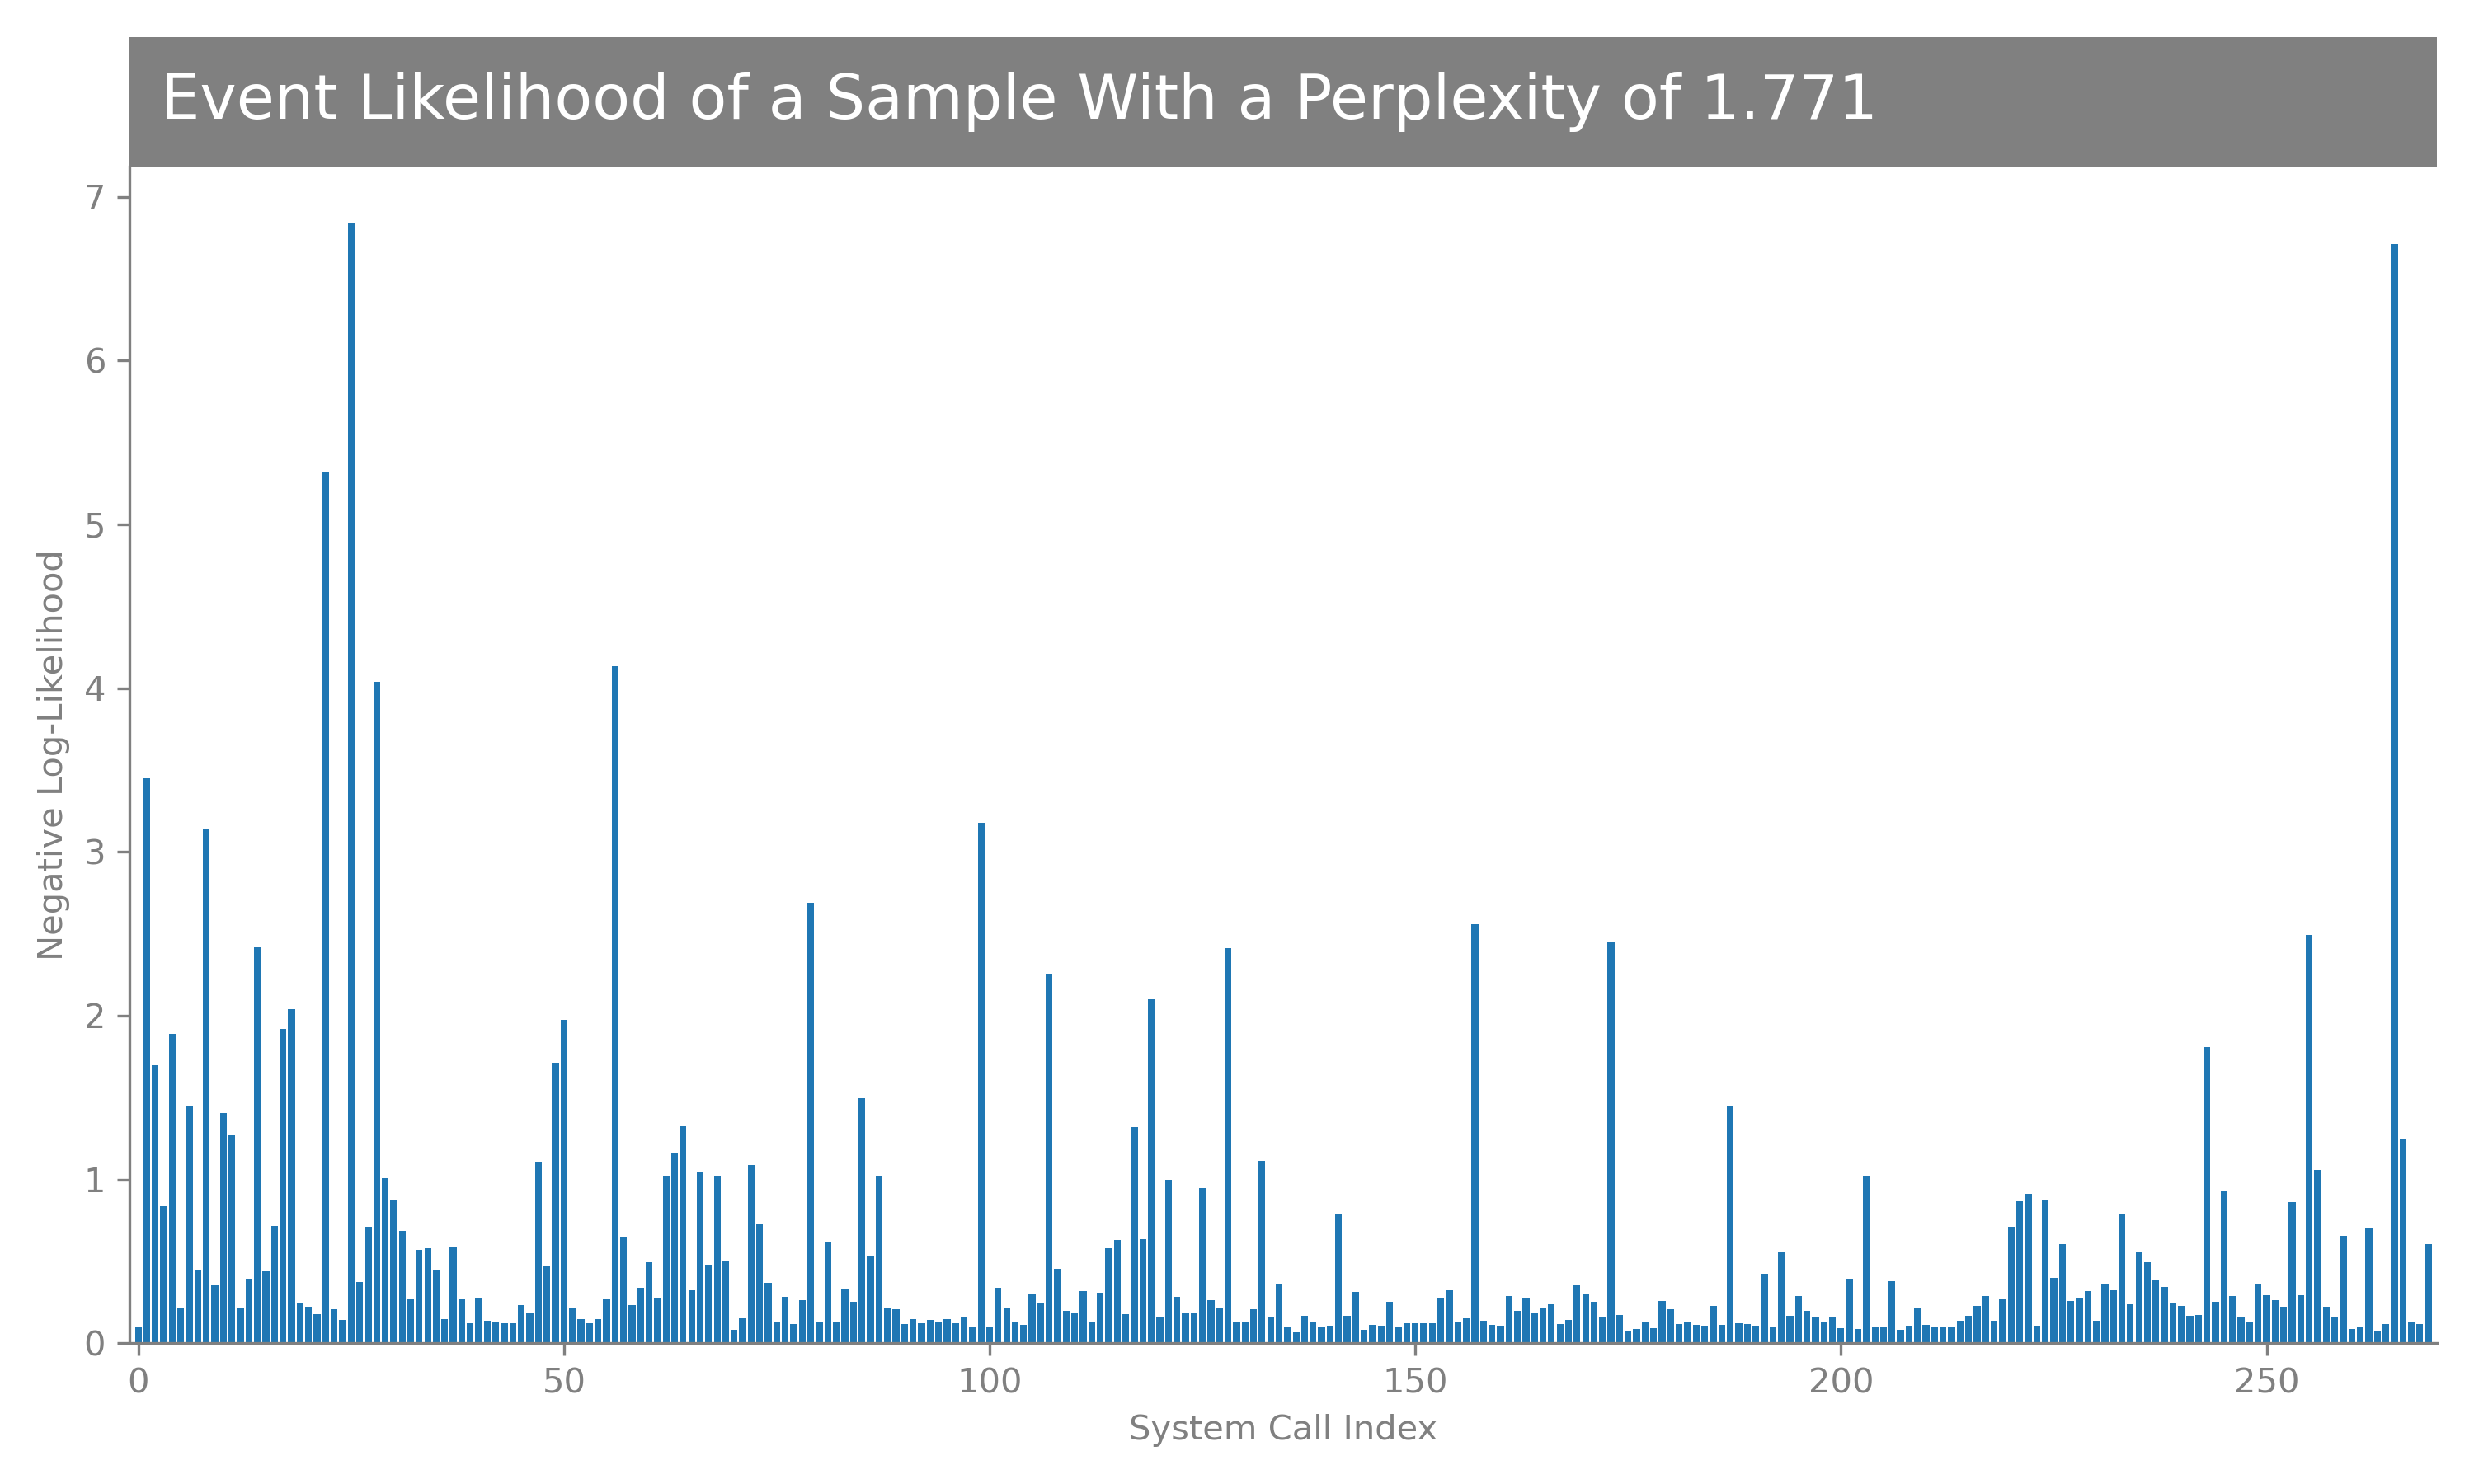 Event Likelihood of a Sample With a Perplexity of 1.771
7
6
5
4
3
2
1
0
Negative Log-Likelihood
0 50 100 150 200 250
System Call Index